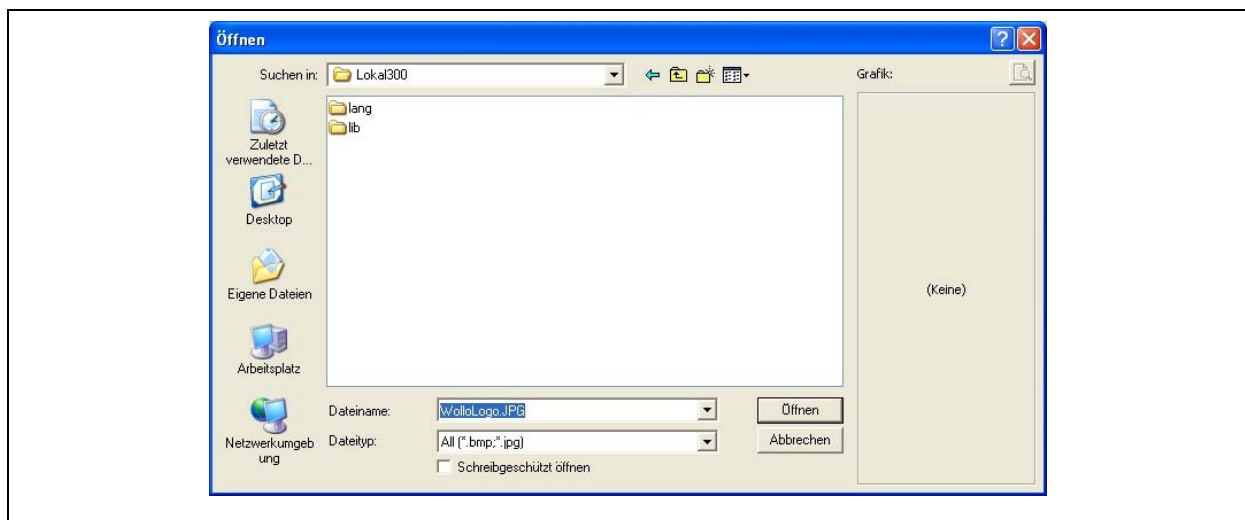 Öffnen
Suchen in: Lokal300
Grafik:
lang
lib
Zuletzt
verwendete D...
Desktop
Eigene Dateien
Arbeitsplatz
Netzwerkumgeb
ung
(Keine)
Dateiname: WolloLogo.JPG Öffnen
Dateityp: All (*.bmp;*.jpg) Abbrechen
Schreibgeschützt öffnen